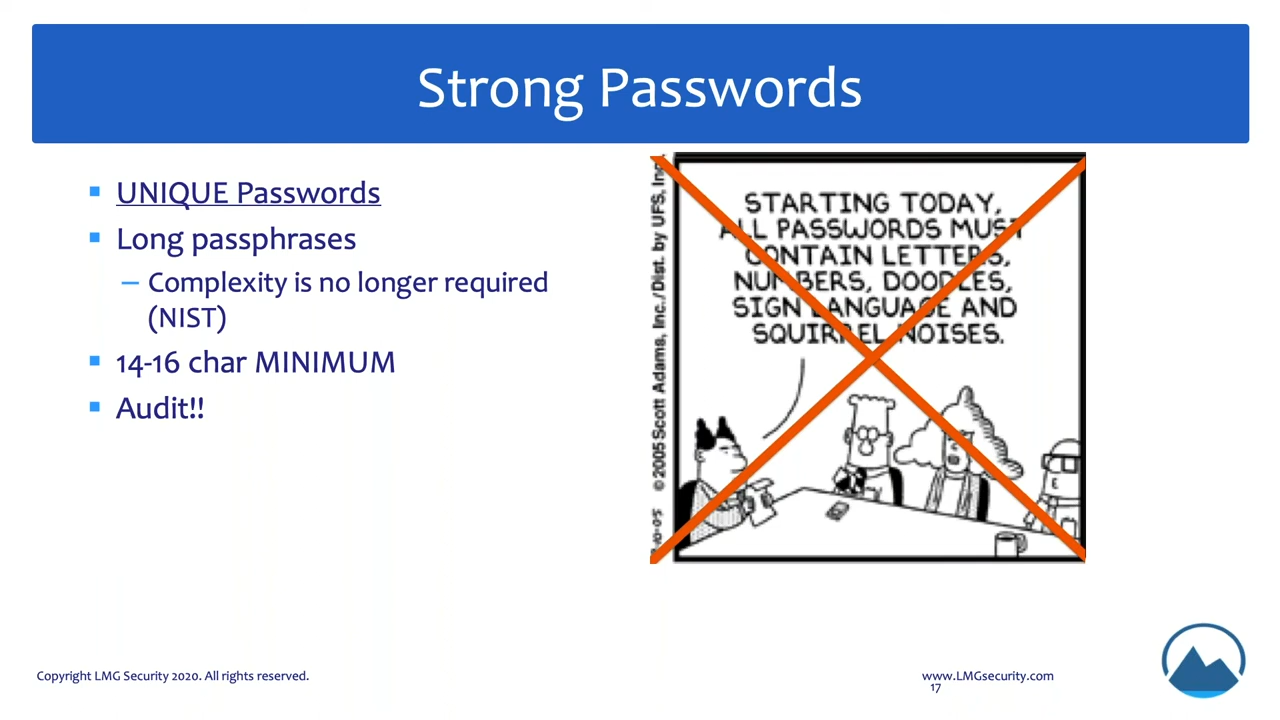 Strong Passwords
UNIQUE Passwords
Long passphrases
– Complexity is no longer required
(NIST)
14-16 char MINIMUM
Audit!!
STARTING TODAY,
ALL PASSWORDS MUST
CONTAIN LETTERS,
NUMBERS, DOODLES,
SIGN LANGUAGE AND
SQUIRREL NOISES.
©2005 Scott Adams, Inc./Dist. by UFS, Inc.
Copyright LMG Security 2020. All rights reserved.
www.LMGsecurity.com
17